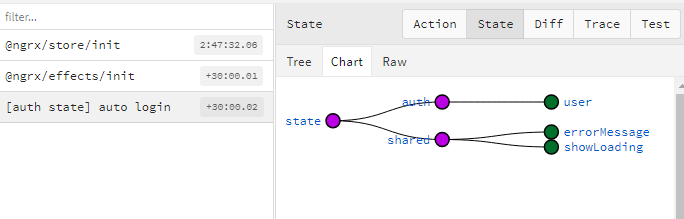 filter...
@ngrx/store/init 2:47:32.06
@ngrx/effects/init +30:00.01
[auth state] auto login +30:00.02
State Action State Diff Trace Test
Tree Chart Raw
auth user
state
errorMessage
shared
showLoading